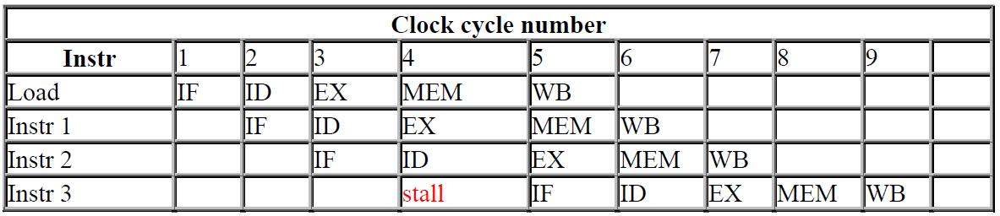 Clock cycle number
Instr 1 2 3 4 5 6 7 8 9
Load IF ID EX MEM WB
Instr 1 IF ID EX MEM WB
Instr 2 IF ID EX MEM WB
Instr 3 stall IF ID EX MEM WB